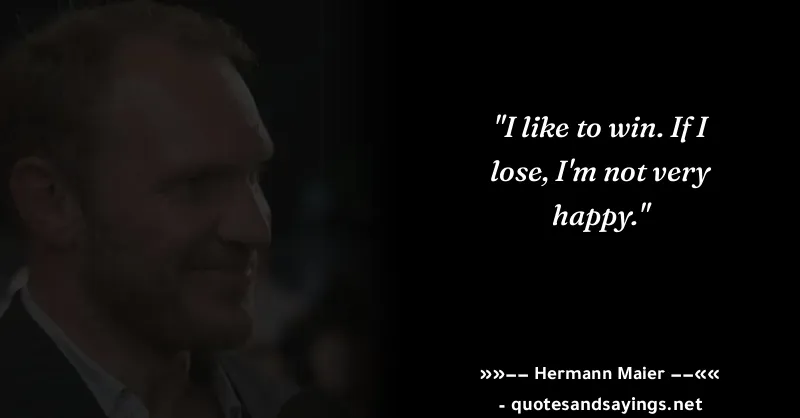 "I like to win. If I
lose, I'm not very
happy."
»»–– Hermann Maier ––««
- quotesandsayings.net